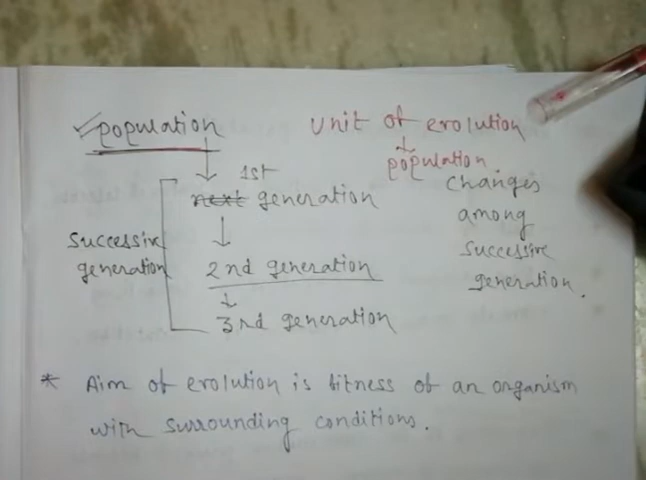 population
Unit of evolution
population
1st
next generation
changes
among
successive
generation.
Successive
generation
2nd generation
3rd generation
* Aim of evolution is fitness of an organism
with surrounding conditions.